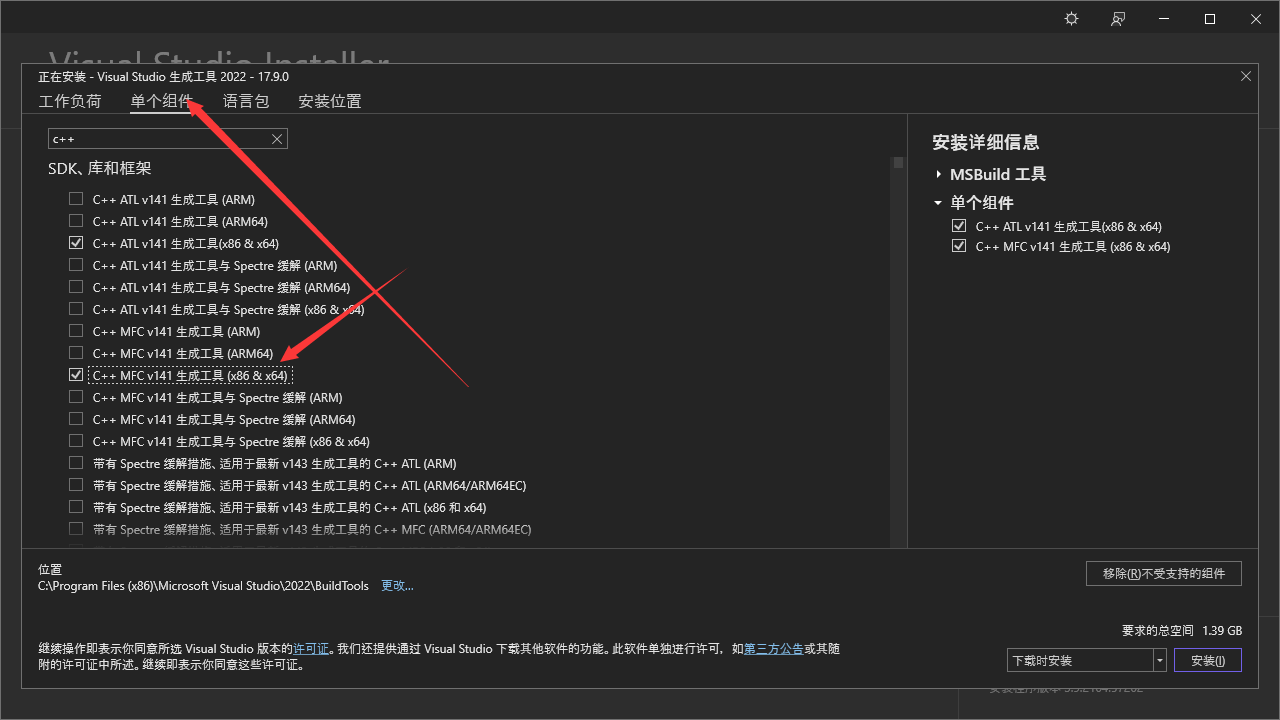 Visual Studio Installer
正在安装 - Visual Studio 生成工具 2022 - 17.9.0
工作负荷 单个组件 语言包 安装位置
c++
SDK、库和框架
C++ ATL v141 生成工具 (ARM)
C++ ATL v141 生成工具 (ARM64)
C++ ATL v141 生成工具(x86 & x64)
C++ ATL v141 生成工具与 Spectre 缓解 (ARM)
C++ ATL v141 生成工具与 Spectre 缓解 (ARM64)
C++ ATL v141 生成工具与 Spectre 缓解 (x86 & x64)
C++ MFC v141 生成工具 (ARM)
C++ MFC v141 生成工具 (ARM64)
C++ MFC v141 生成工具 (x86 & x64)
C++ MFC v141 生成工具与 Spectre 缓解 (ARM)
C++ MFC v141 生成工具与 Spectre 缓解 (ARM64)
C++ MFC v141 生成工具与 Spectre 缓解 (x86 & x64)
带有 Spectre 缓解措施、适用于最新 v143 生成工具的 C++ ATL (ARM)
带有 Spectre 缓解措施、适用于最新 v143 生成工具的 C++ ATL (ARM64/ARM64EC)
带有 Spectre 缓解措施、适用于最新 v143 生成工具的 C++ ATL (x86 和 x64)
带有 Spectre 缓解措施、适用于最新 v143 生成工具的 C++ MFC (ARM64/ARM64EC)
安装详细信息
MSBuild 工具
单个组件
C++ ATL v141 生成工具(x86 & x64)
C++ MFC v141 生成工具 (x86 & x64)
位置
C:\Program Files (x86)\Microsoft Visual Studio\2022\BuildTools 更改...
移除(R)不受支持的组件
要求的总空间 1.39 GB
继续操作即表示你同意所选 Visual Studio 版本的许可证。我们还提供通过 Visual Studio 下载其他软件的功能。此软件单独进行许可，如第三方公告或其随
附的许可证中所述。继续即表示你同意这些许可证。
下载时安装
安装(I)